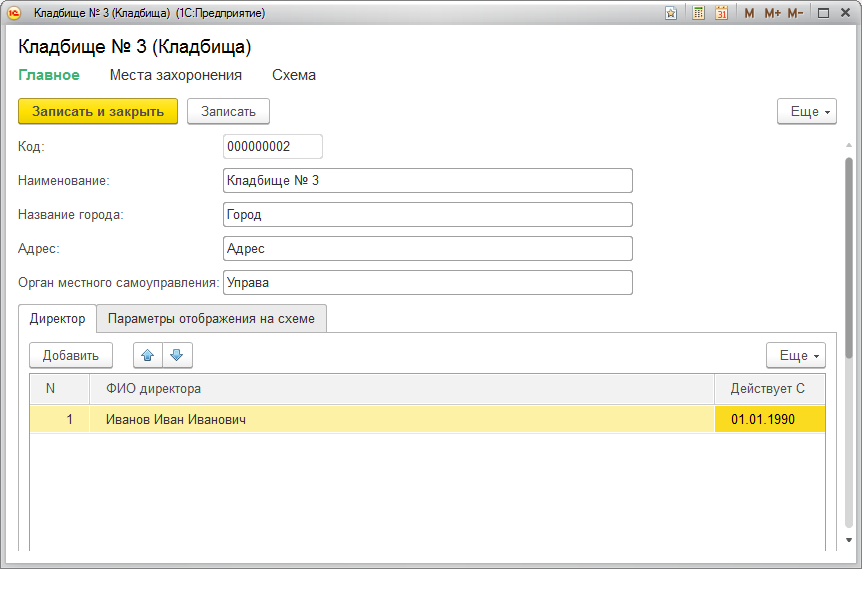 Кладбище № 3 (Кладбища) (1С:Предприятие)
31 M M+ M-
Кладбище № 3 (Кладбища)
Главное Места захоронения Схема
Записать и закрыть Записать Еще
Код: 000000002
Наименование: Кладбище № 3
Название города: Город
Адрес: Адрес
Орган местного самоуправления: Управа
Директор Параметры отображения на схеме
Добавить Еще
N ФИО директора Действует С
1 Иванов Иван Иванович 01.01.1990